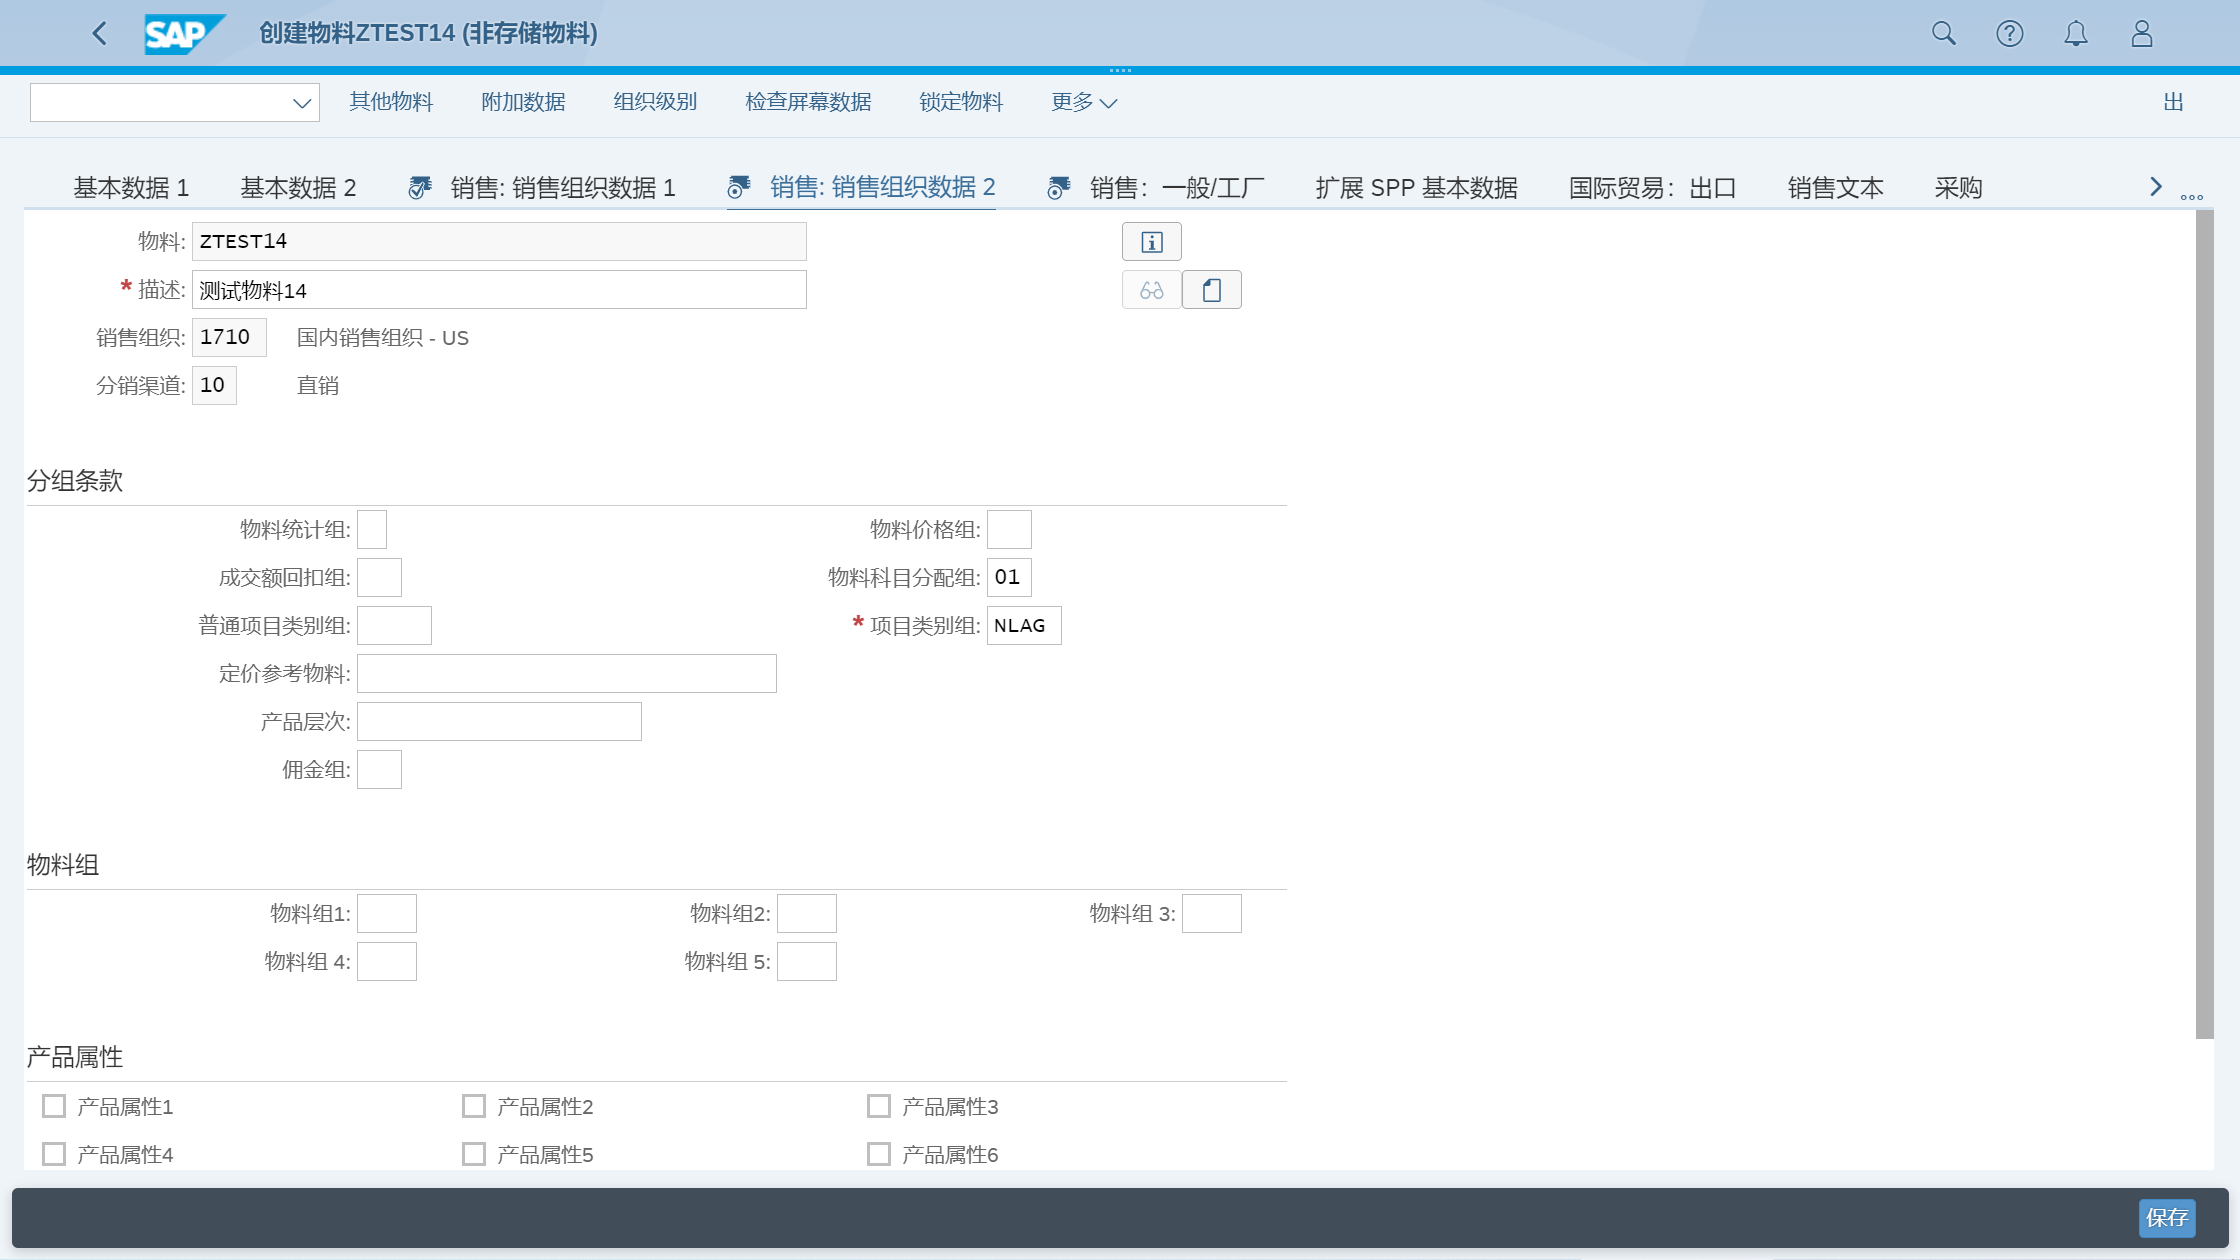 SAP 创建物料ZTEST14 (非存储物料)
其他物料 附加数据 组织级别 检查屏幕数据 锁定物料 更多 出
基本数据 1 基本数据 2 销售: 销售组织数据 1 销售: 销售组织数据 2 销售：一般/工厂 扩展 SPP 基本数据 国际贸易：出口 销售文本 采购
物料: ZTEST14
* 描述: 测试物料14
销售组织: 1710 国内销售组织 - US
分销渠道: 10 直销
分组条款
物料统计组: 物料价格组:
成交额回扣组: 物料科目分配组: 01
普通项目类别组: * 项目类别组: NLAG
定价参考物料:
产品层次:
佣金组:
物料组
物料组1: 物料组2: 物料组 3:
物料组 4: 物料组 5:
产品属性
产品属性1 产品属性2 产品属性3
产品属性4 产品属性5 产品属性6
保存